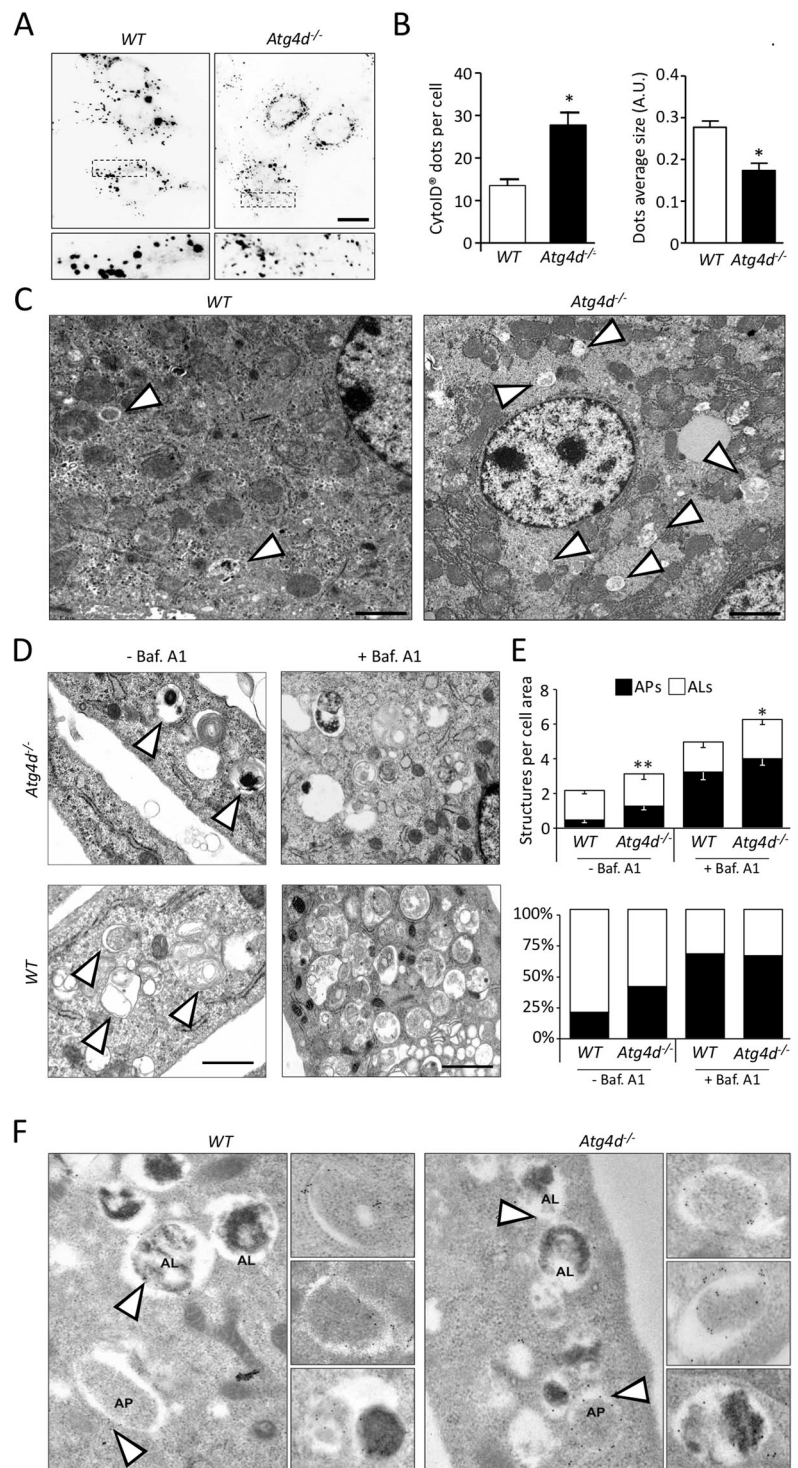 A
WT
Atg4d-/-
B
CytoID® dots per cell
40
30
20
10
0
*
WT
Atg4d-/-
Dots average size (A.U.)
0.4
0.3
0.2
0.1
0
*
WT
Atg4d-/-
C
WT
Atg4d-/-
D
- Baf. A1
+ Baf. A1
Atg4d-/-
WT
E
APs
ALs
Structures per cell area
8
6
4
2
0
**
*
WT
Atg4d-/-
WT
Atg4d-/-
- Baf. A1
+ Baf. A1
100%
75%
50%
25%
0%
WT
Atg4d-/-
WT
Atg4d-/-
- Baf. A1
+ Baf. A1
F
WT
Atg4d-/-
AL
AL
AP
AL
AL
AP